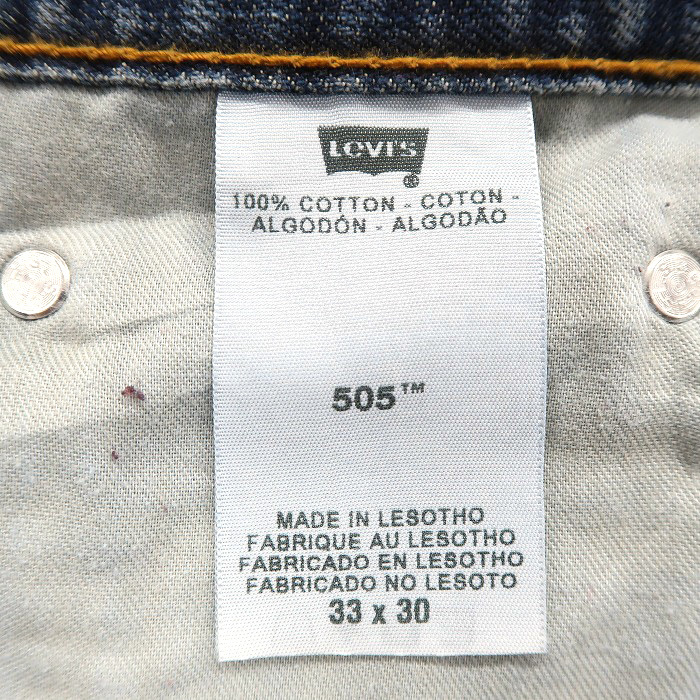 LEVI'S
®
100% COTTON - COTON -
ALGODÓN - ALGODÃO
505™
MADE IN LESOTHO
FABRIQUE AU LESOTHO
FABRICADO EN LESOTHO
FABRICADO NO LESOTO
33 x 30